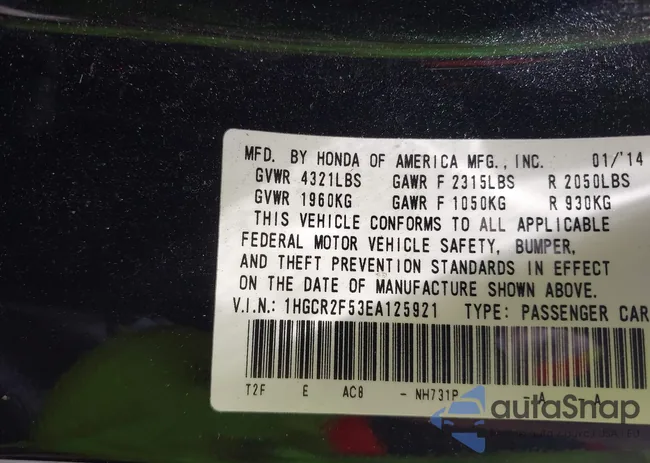 MFD. BY HONDA OF AMERICA MFG., INC. 01/'14
GVWR 4321LBS GAWR F 2315LBS R 2050LBS
GVWR 1960KG GAWR F 1050KG R 930KG
THIS VEHICLE CONFORMS TO ALL APPLICABLE
FEDERAL MOTOR VEHICLE SAFETY, BUMPER,
AND THEFT PREVENTION STANDARDS IN EFFECT
ON THE DATE OF MANUFACTURE SHOWN ABOVE.
V.I.N.: 1HGCR2F53EA125921 TYPE: PASSENGER CAR
T2F E AC8 - NH731P A - A
autaSnap